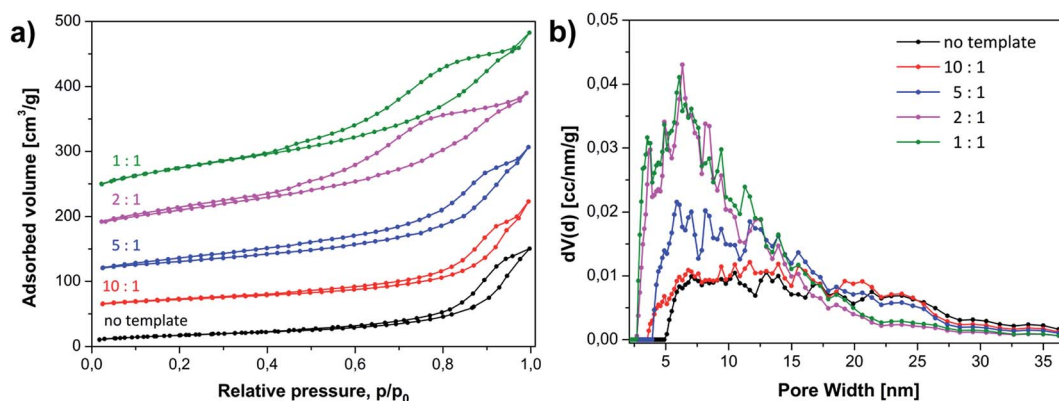 a)
500
400
300
200
100
0
Adsorbed volume [cm³/g]
1 : 1
2 : 1
5 : 1
10 : 1
no template
0,0 0,2 0,4 0,6 0,8 1,0
Relative pressure, p/p₀
b)
0,05
0,04
0,03
0,02
0,01
0,00
dV(d) [cc/nm/g]
no template
10 : 1
5 : 1
2 : 1
1 : 1
5 10 15 20 25 30 35
Pore Width [nm]